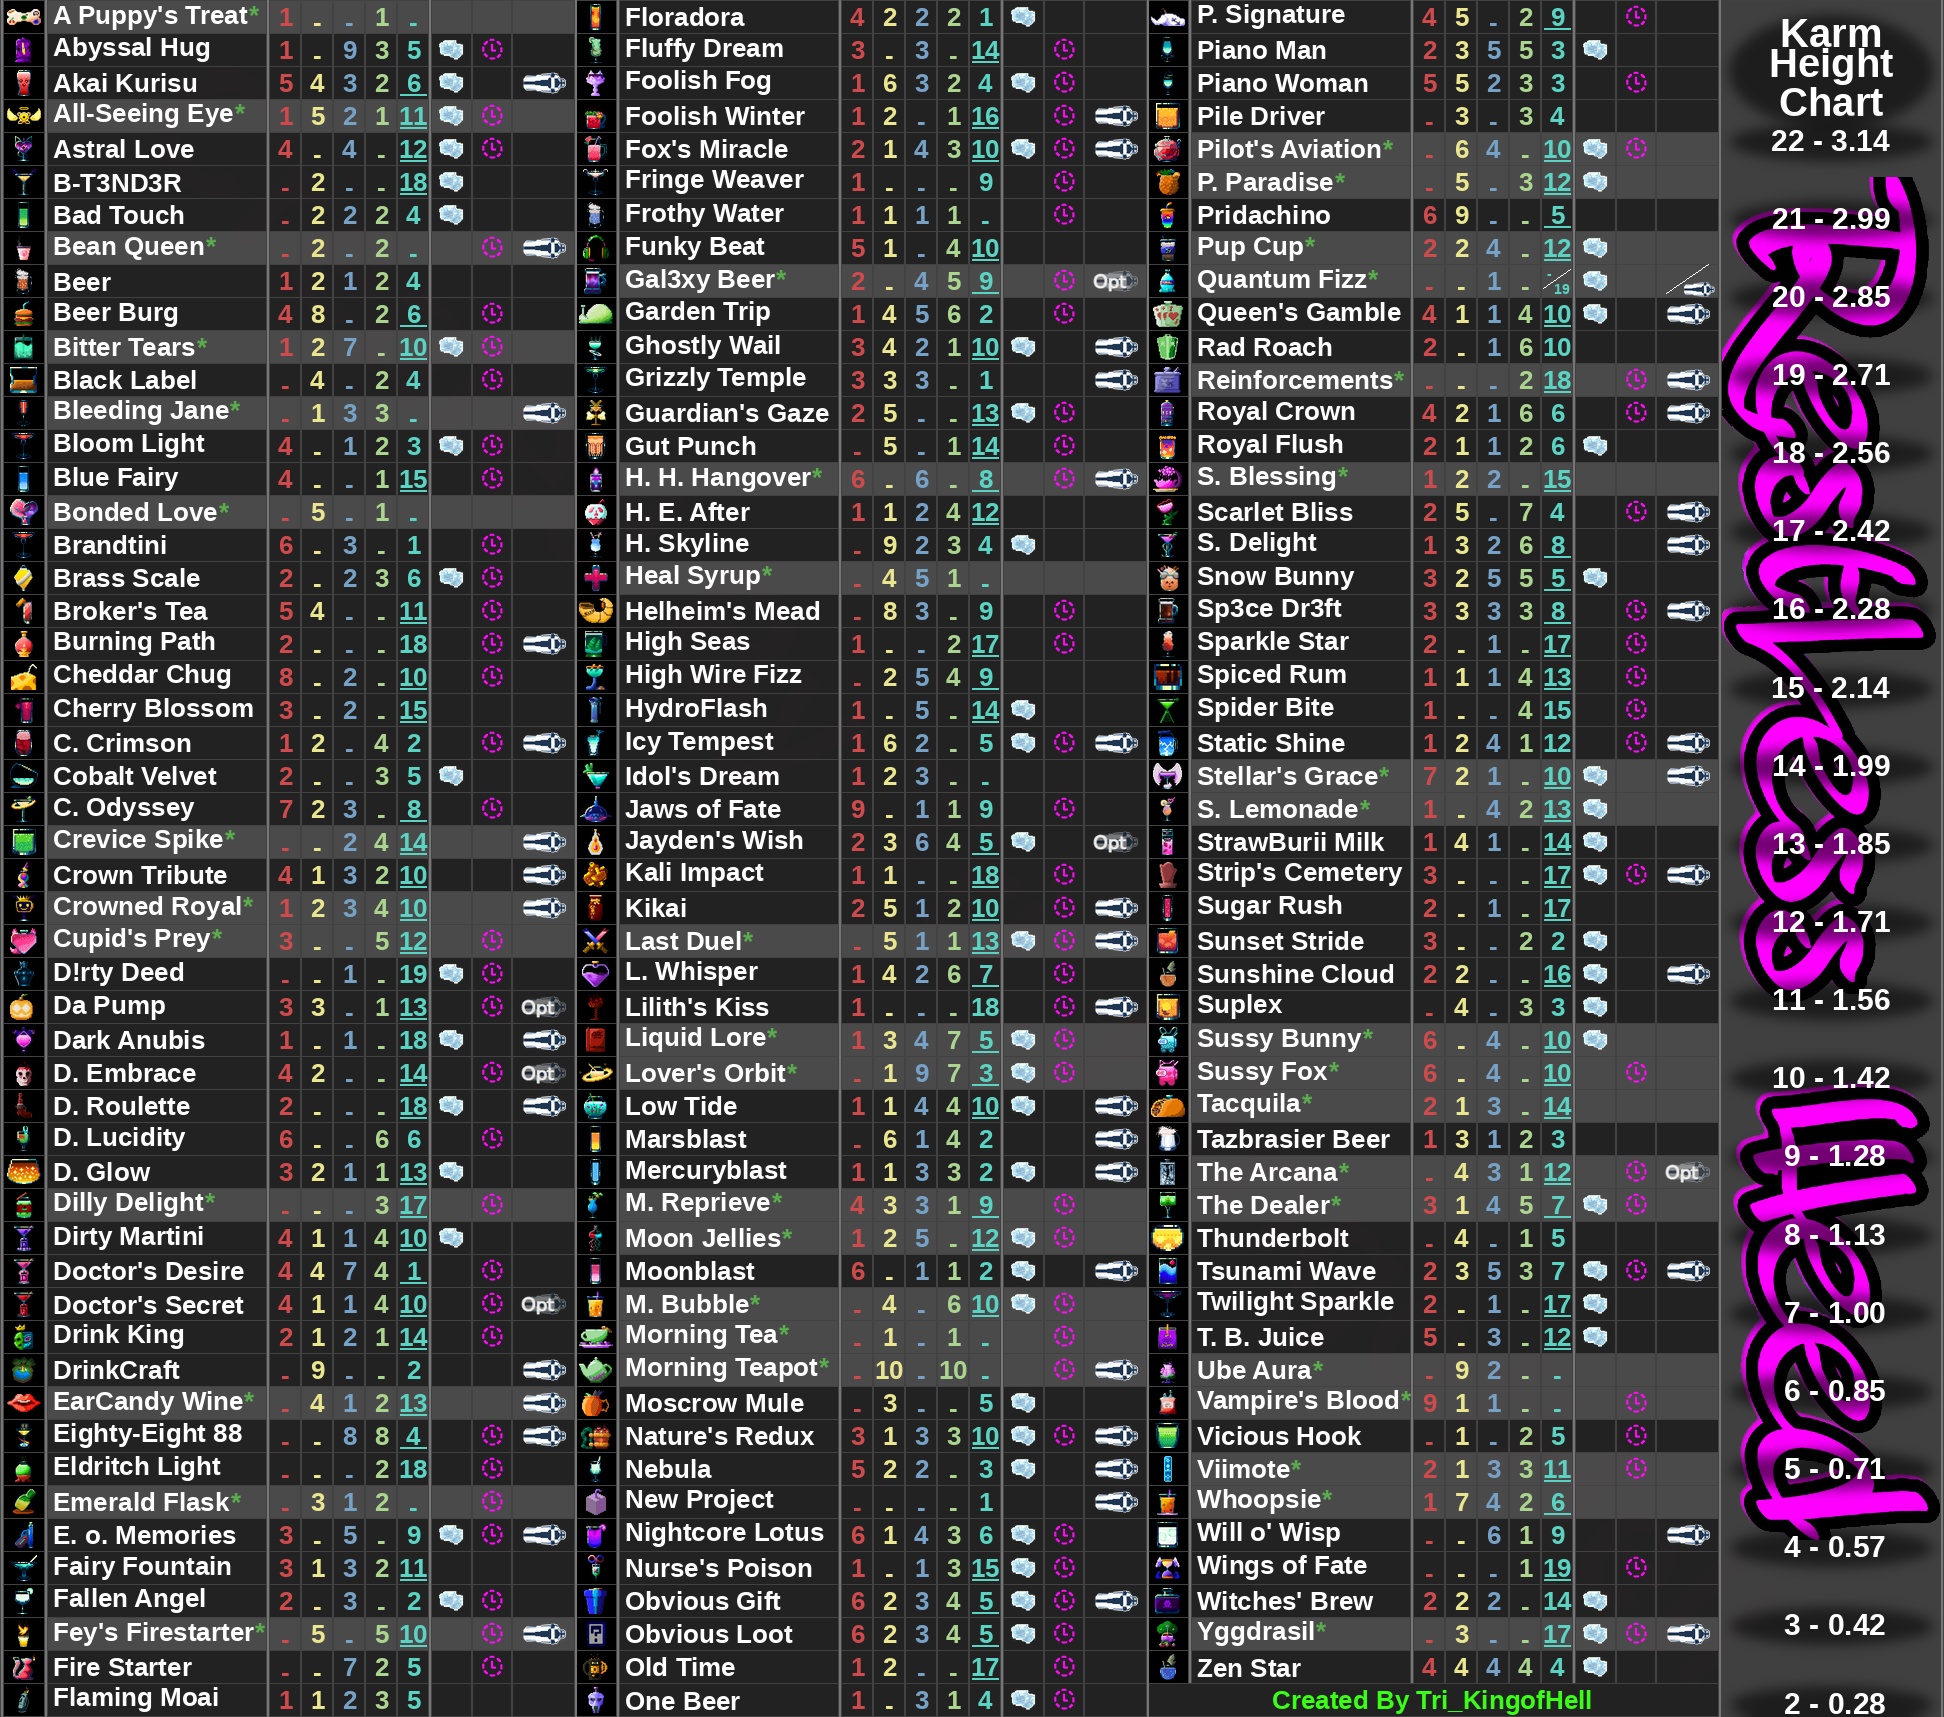 A Puppy's Treat* 1 - - 1 -
Abyssal Hug 1 - 9 3 5
Akai Kurisu 5 4 3 2 6
All-Seeing Eye* 1 5 2 1 11
Astral Love 4 - 4 - 12
B-T3ND3R - 2 - - 18
Bad Touch - 2 2 2 4
Bean Queen* - 2 - 2 -
Beer 1 2 1 2 4
Beer Burg 4 8 - 2 6
Bitter Tears* 1 2 7 - 10
Black Label - 4 - 2 4
Bleeding Jane* - 1 3 3 -
Bloom Light 4 - 1 2 3
Blue Fairy 4 - - 1 15
Bonded Love* - 5 - 1 -
Brandtini 6 - 3 - 1
Brass Scale 2 - 2 3 6
Broker's Tea 5 4 - - 11
Burning Path 2 - - - 18
Cheddar Chug 8 - 2 - 10
Cherry Blossom 3 - 2 - 15
C. Crimson 1 2 - 4 2
Cobalt Velvet 2 - - 3 5
C. Odyssey 7 2 3 - 8
Crevice Spike* - - 2 4 14
Crown Tribute 4 1 3 2 10
Crowned Royal* 1 2 3 4 10
Cupid's Prey* 3 - - 5 12
D!rty Deed - - 1 - 19
Da Pump 3 3 - 1 13 Opt
Dark Anubis 1 - 1 - 18
D. Embrace 4 2 - - 14 Opt
D. Roulette 2 - - - 18
D. Lucidity 6 - - 6 6
D. Glow 3 2 1 1 13
Dilly Delight* - - - 3 17
Dirty Martini 4 1 1 4 10
Doctor's Desire 4 4 7 4 1
Doctor's Secret 4 1 1 4 10 Opt
Drink King 2 1 2 1 14
DrinkCraft - 9 - - 2
EarCandy Wine* - 4 1 2 13
Eighty-Eight 88 - - 8 8 4
Eldritch Light - - - 2 18
Emerald Flask* - 3 1 2 -
E. o. Memories 3 - 5 - 9
Fairy Fountain 3 1 3 2 11
Fallen Angel 2 - 3 - 2
Fey's Firestarter* - 5 - 5 10
Fire Starter - - 7 2 5
Flaming Moai 1 1 2 3 5
Floradora 4 2 2 2 1
Fluffy Dream 3 - 3 - 14
Foolish Fog 1 6 3 2 4
Foolish Winter 1 2 - 1 16
Fox's Miracle 2 1 4 3 10
Fringe Weaver 1 - - - 9
Frothy Water 1 1 1 1 -
Funky Beat 5 1 - 4 10
Gal3xy Beer* 2 - 4 5 9 Opt
Garden Trip 1 4 5 6 2
Ghostly Wail 3 4 2 1 10
Grizzly Temple 3 3 3 - 1
Guardian's Gaze 2 5 - - 13
Gut Punch - 5 - 1 14
H. H. Hangover* 6 - 6 - 8
H. E. After 1 1 2 4 12
H. Skyline - 9 2 3 4
Heal Syrup* - 4 5 1 -
Helheim's Mead - 8 3 - 9
High Seas 1 - - 2 17
High Wire Fizz - 2 5 4 9
HydroFlash 1 - 5 - 14
Icy Tempest 1 6 2 - 5
Idol's Dream 1 2 3 - -
Jaws of Fate 9 - 1 1 9
Jayden's Wish 2 3 6 4 5 Opt
Kali Impact 1 1 - - 18
Kikai 2 5 1 2 10
Last Duel* - 5 1 1 13
L. Whisper 1 4 2 6 7
Lilith's Kiss 1 - - - 18
Liquid Lore* 1 3 4 7 5
Lover's Orbit* - 1 9 7 3
Low Tide 1 1 4 4 10
Marsblast - 6 1 4 2
Mercuryblast 1 1 3 3 2
M. Reprieve* 4 3 3 1 9
Moon Jellies* 1 2 5 - 12
Moonblast 6 - 1 1 2
M. Bubble* - 4 - 6 10
Morning Tea* - 1 - 1 -
Morning Teapot* - 10 - 10 -
Moscrow Mule - 3 - - 5
Nature's Redux 3 1 3 3 10
Nebula 5 2 2 - 3
New Project - - - - 1
Nightcore Lotus 6 1 4 3 6
Nurse's Poison 1 - 1 3 15
Obvious Gift 6 2 3 4 5
Obvious Loot 6 2 3 4 5
Old Time 1 2 - - 17
One Beer 1 - 3 1 4
P. Signature 4 5 - 2 9
Piano Man 2 3 5 5 3
Piano Woman 5 5 2 3 3
Pile Driver - 3 - 3 4
Pilot's Aviation* - 6 4 - 10
P. Paradise* - 5 - 3 12
Pridachino 6 9 - - 5
Pup Cup* 2 2 4 - 12
Quantum Fizz* - - 1 - -/19
Queen's Gamble 4 1 1 4 10
Rad Roach 2 - 1 6 10
Reinforcements* - - - 2 18
Royal Crown 4 2 1 6 6
Royal Flush 2 1 1 2 6
S. Blessing* 1 2 2 - 15
Scarlet Bliss 2 5 - 7 4
S. Delight 1 3 2 6 8
Snow Bunny 3 2 5 5 5
Sp3ce Dr3ft 3 3 3 3 8
Sparkle Star 2 - 1 - 17
Spiced Rum 1 1 1 4 13
Spider Bite 1 - - 4 15
Static Shine 1 2 4 1 12
Stellar's Grace* 7 2 1 - 10
S. Lemonade* 1 - 4 2 13
StrawBurii Milk 1 4 1 - 14
Strip's Cemetery 3 - - - 17
Sugar Rush 2 - 1 - 17
Sunset Stride 3 - - 2 2
Sunshine Cloud 2 2 - - 16
Suplex - 4 - 3 3
Sussy Bunny* 6 - 4 - 10
Sussy Fox* 6 - 4 - 10
Tacquila* 2 1 3 - 14
Tazbrasier Beer 1 3 1 2 3
The Arcana* - 4 3 1 12 Opt
The Dealer* 3 1 4 5 7
Thunderbolt - 4 - 1 5
Tsunami Wave 2 3 5 3 7
Twilight Sparkle 2 - 1 - 17
T. B. Juice 5 - 3 - 12
Ube Aura* - 9 2 - -
Vampire's Blood* 9 1 1 - -
Vicious Hook - 1 - 2 5
Viimote* 2 1 3 3 11
Whoopsie* 1 7 4 2 6
Will o' Wisp - - 6 1 9
Wings of Fate - - - 1 19
Witches' Brew 2 2 2 - 14
Yggdrasil* - 3 - - 17
Zen Star 4 4 4 4 4
Created By Tri_KingofHell
Karm
Height
Chart
22 - 3.14
21 - 2.99
20 - 2.85
19 - 2.71
18 - 2.56
17 - 2.42
16 - 2.28
15 - 2.14
14 - 1.99
13 - 1.85
12 - 1.71
11 - 1.56
10 - 1.42
9 - 1.28
8 - 1.13
7 - 1.00
6 - 0.85
5 - 0.71
4 - 0.57
3 - 0.42
2 - 0.28